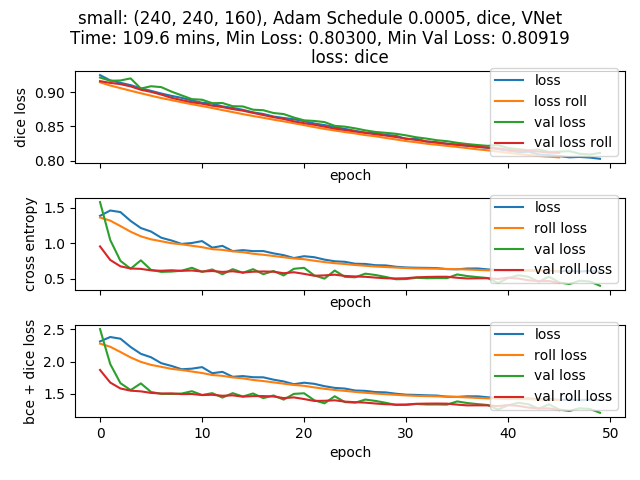 small: (240, 240, 160), Adam Schedule 0.0005, dice, VNet
Time: 109.6 mins, Min Loss: 0.80300, Min Val Loss: 0.80919
loss: dice
dice loss
0.90
0.85
0.80
loss
loss roll
val loss
val loss roll
epoch
cross entropy
1.5
1.0
0.5
loss
roll loss
val loss
val roll loss
epoch
bce + dice loss
2.5
2.0
1.5
loss
roll loss
val loss
val roll loss
0 10 20 30 40 50
epoch